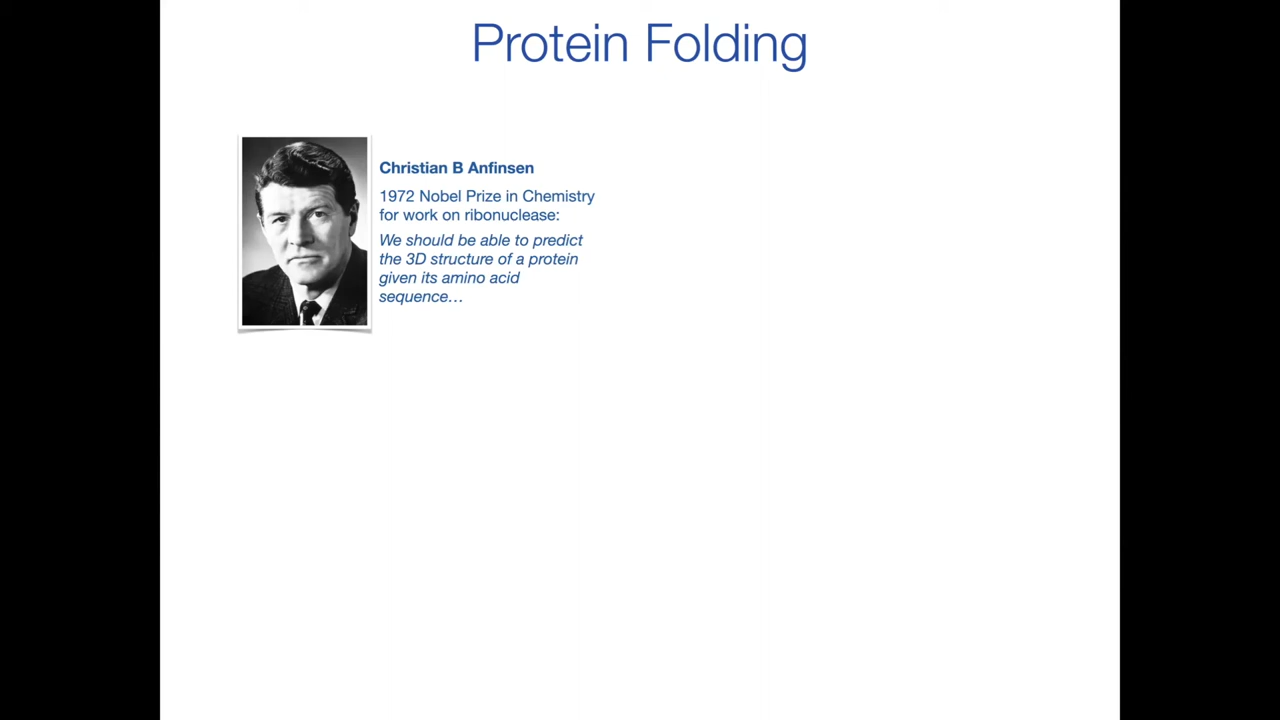 Protein Folding
Christian B Anfinsen
1972 Nobel Prize in Chemistry
for work on ribonuclease:
We should be able to predict
the 3D structure of a protein
given its amino acid
sequence…